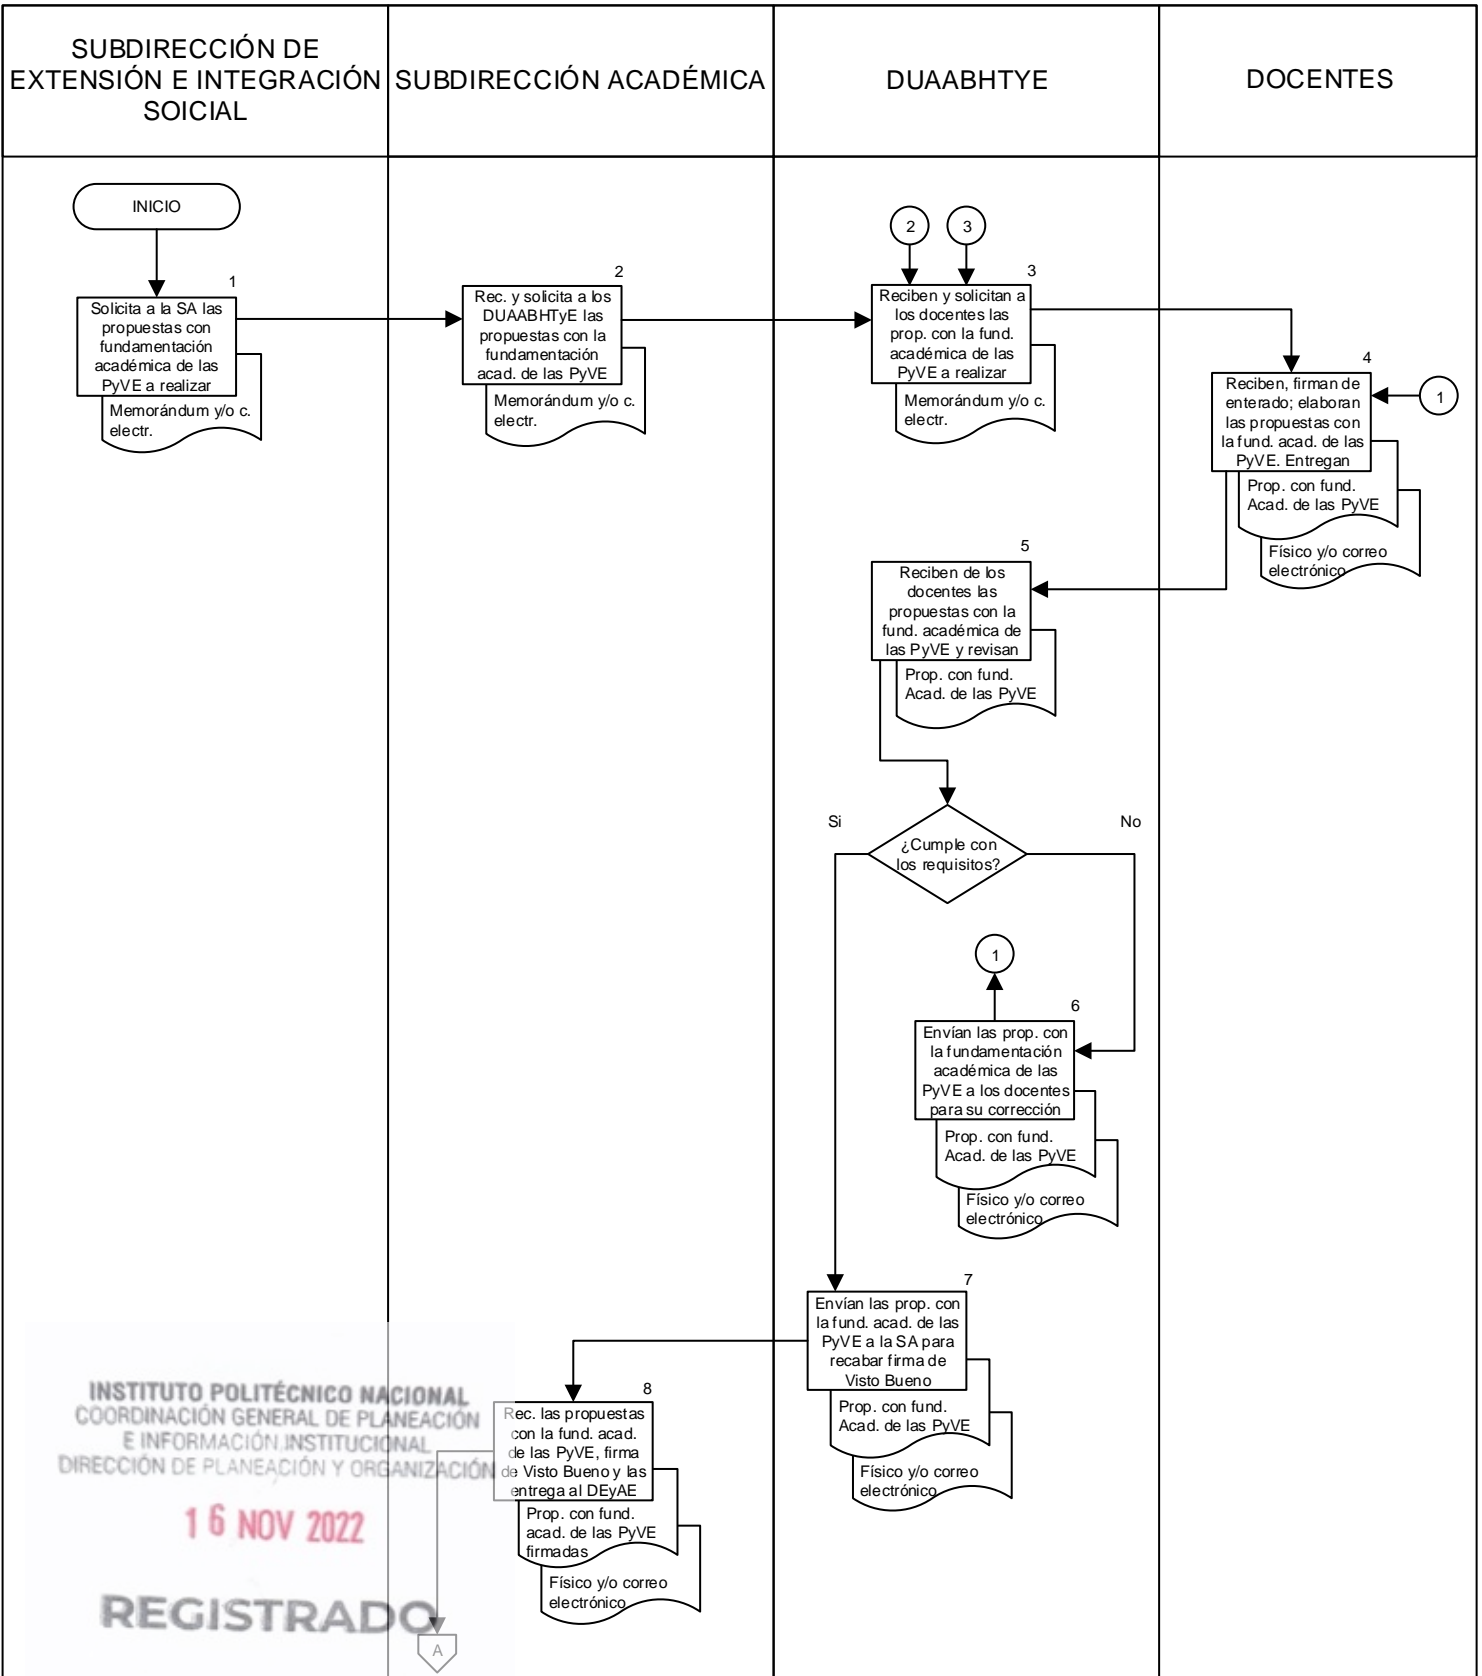 SUBDIRECCIÓN DE
EXTENSIÓN E INTEGRACIÓN
SOICIAL
SUBDIRECCIÓN ACADÉMICA
DUAABHTYE
DOCENTES
INICIO
1
Solicita a la SA las
propuestas con
fundamentación
académica de las
PyVE a realizar
Memorándum y/o c.
electr.
2
Rec. y solicita a los
DUAABHTyE las
propuestas con la
fundamentación
acad. de las PyVE
Memorándum y/o c.
electr.
2
3
3
Reciben y solicitan a
los docentes las
prop. con la fund.
académica de las
PyVE a realizar
Memorándum y/o c.
electr.
4
Reciben, firman de
enterado; elaboran
las propuestas con
la fund. acad. de las
PyVE. Entregan
1
Prop. con fund.
Acad. de las PyVE
Físico y/o correo
electrónico
5
Reciben de los
docentes las
propuestas con la
fund. académica de
las PyVE y revisan
Prop. con fund.
Acad. de las PyVE
Si
No
¿Cumple con
los requisitos?
1
6
Envían las prop. con
la fundamentación
académica de las
PyVE a los docentes
para su corrección
Prop. con fund.
Acad. de las PyVE
Físico y/o correo
electrónico
7
Envían las prop. con
la fund. acad. de las
PyVE a la SA para
recabar firma de
Visto Bueno
Prop. con fund.
Acad. de las PyVE
Físico y/o correo
electrónico
8
Rec. las propuestas
con la fund. acad.
de las PyVE, firma
de Visto Bueno y las
entrega al DEyAE
Prop. con fund.
acad. de las PyVE
firmadas
Físico y/o correo
electrónico
A
INSTITUTO POLITÉCNICO NACIONAL
COORDINACIÓN GENERAL DE PLANEACIÓN
E INFORMACIÓN INSTITUCIONAL
DIRECCIÓN DE PLANEACIÓN Y ORGANIZACIÓN
16 NOV 2022
REGISTRADO